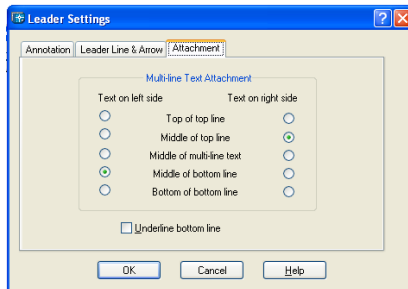 Leader Settings
Annotation Leader Line & Arrow Attachment
Multi-line Text Attachment
Text on left side Text on right side
Top of top line
Middle of top line
Middle of multi-line text
Middle of bottom line
Bottom of bottom line
Underline bottom line
OK Cancel Help